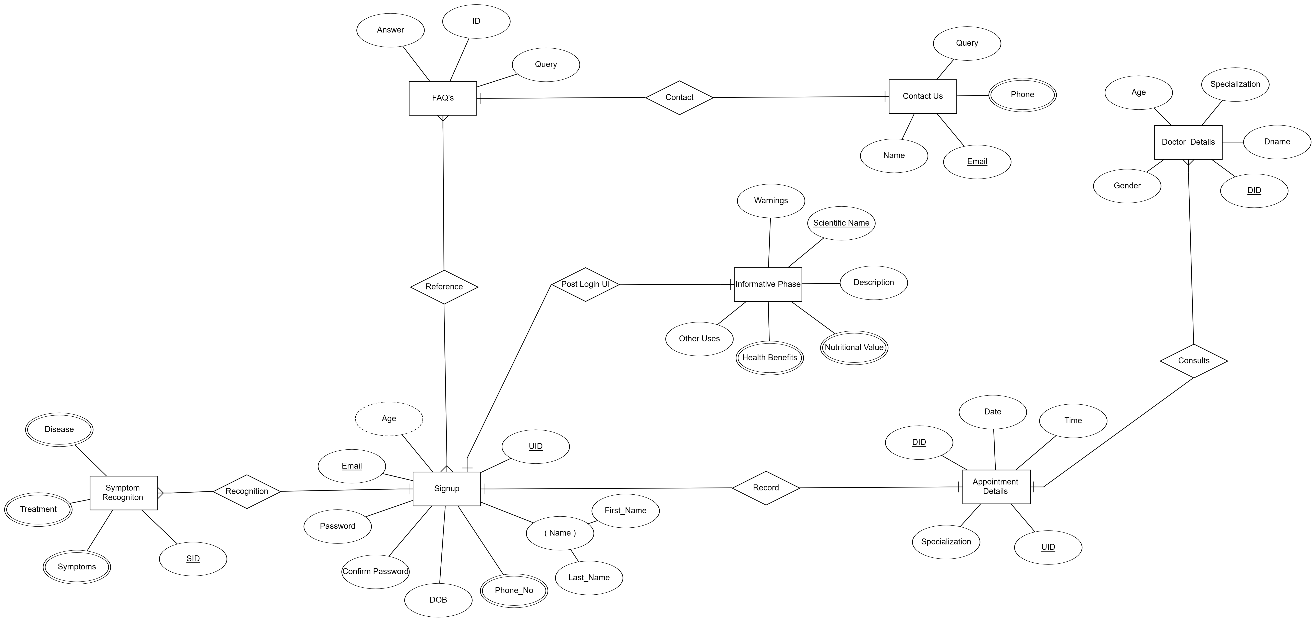 Answer
ID
Query
FAQ's
Contact
Query
Contact Us
Phone
Name
Email
Age
Specialization
Doctor Details
Dname
Gender
DID
Warnings
Scientific Name
Post Login UI
Informative Phase
Description
Other Uses
Health Benefits
Nutritional Value
Reference
Consults
Disease
Symptom
Recogniton
Treatment
Symptoms
SID
Recognition
Age
Email
UID
Signup
Password
( Name )
First_Name
Last_Name
Confirm Password
DOB
Phone_No
Record
Date
Time
DID
Appointment
Details
Specialization
UID